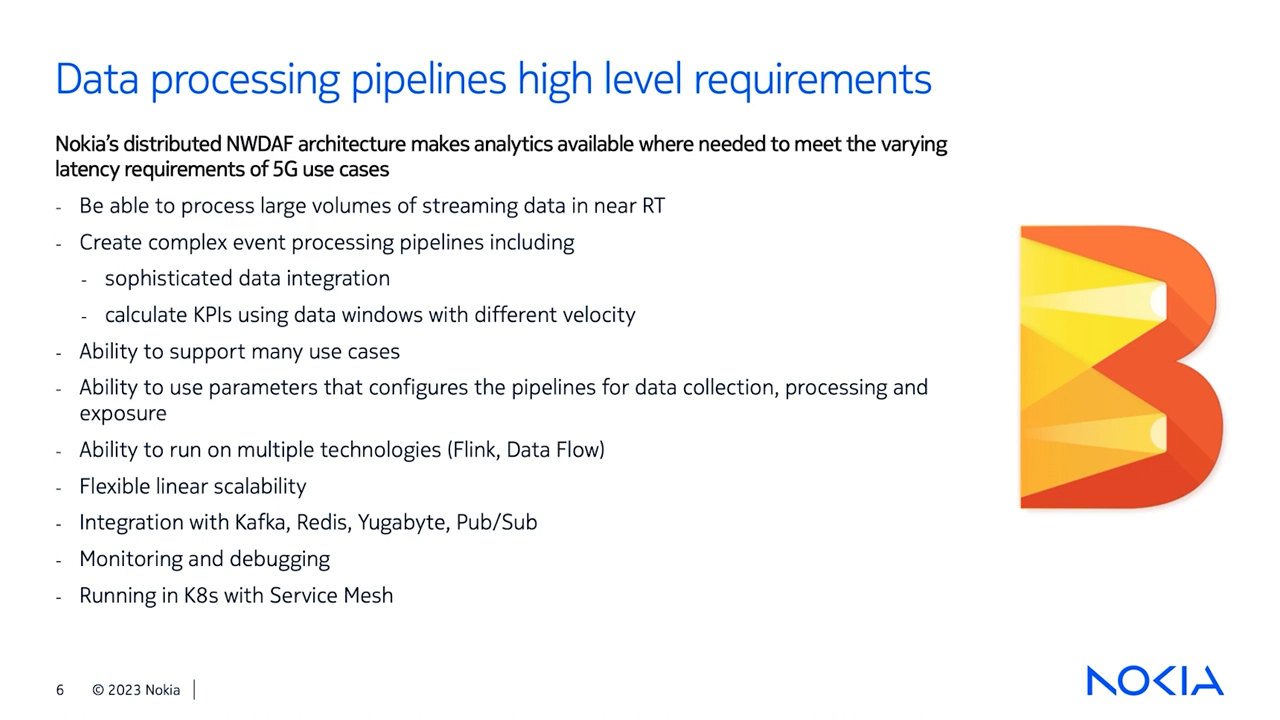 Data processing pipelines high level requirements
Nokia’s distributed NWDAF architecture makes analytics available where needed to meet the varying
latency requirements of 5G use cases
- Be able to process large volumes of streaming data in near RT
- Create complex event processing pipelines including
- sophisticated data integration
- calculate KPIs using data windows with different velocity
- Ability to support many use cases
- Ability to use parameters that configures the pipelines for data collection, processing and
exposure
- Ability to run on multiple technologies (Flink, Data Flow)
- Flexible linear scalability
- Integration with Kafka, Redis, Yugabyte, Pub/Sub
- Monitoring and debugging
- Running in K8s with Service Mesh
B
6 © 2023 Nokia |
NOKIA